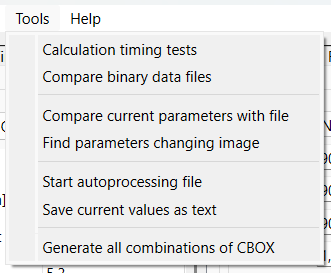 Tools Help
Calculation timing tests
Compare binary data files
Compare current parameters with file
Find parameters changing image
Start autoprocessing file
Save current values as text
Generate all combinations of CBOX